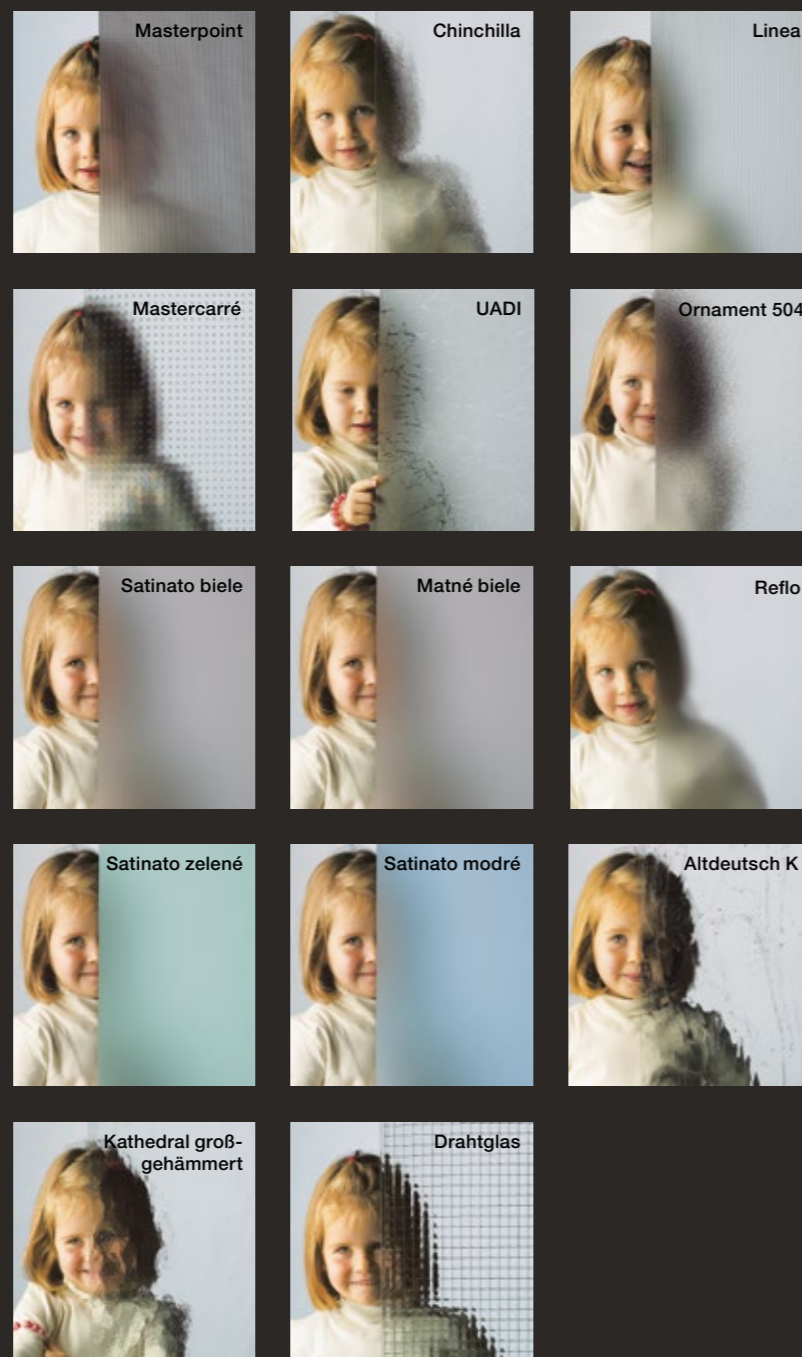 Masterpoint
Chinchilla
Linea
Mastercarré
UADI
Ornament 504
Satinato biele
Matné biele
Reflo
Satinato zelené
Satinato modré
Altdeutsch K
Kathedral groß-
gehämmert
Drahtglas